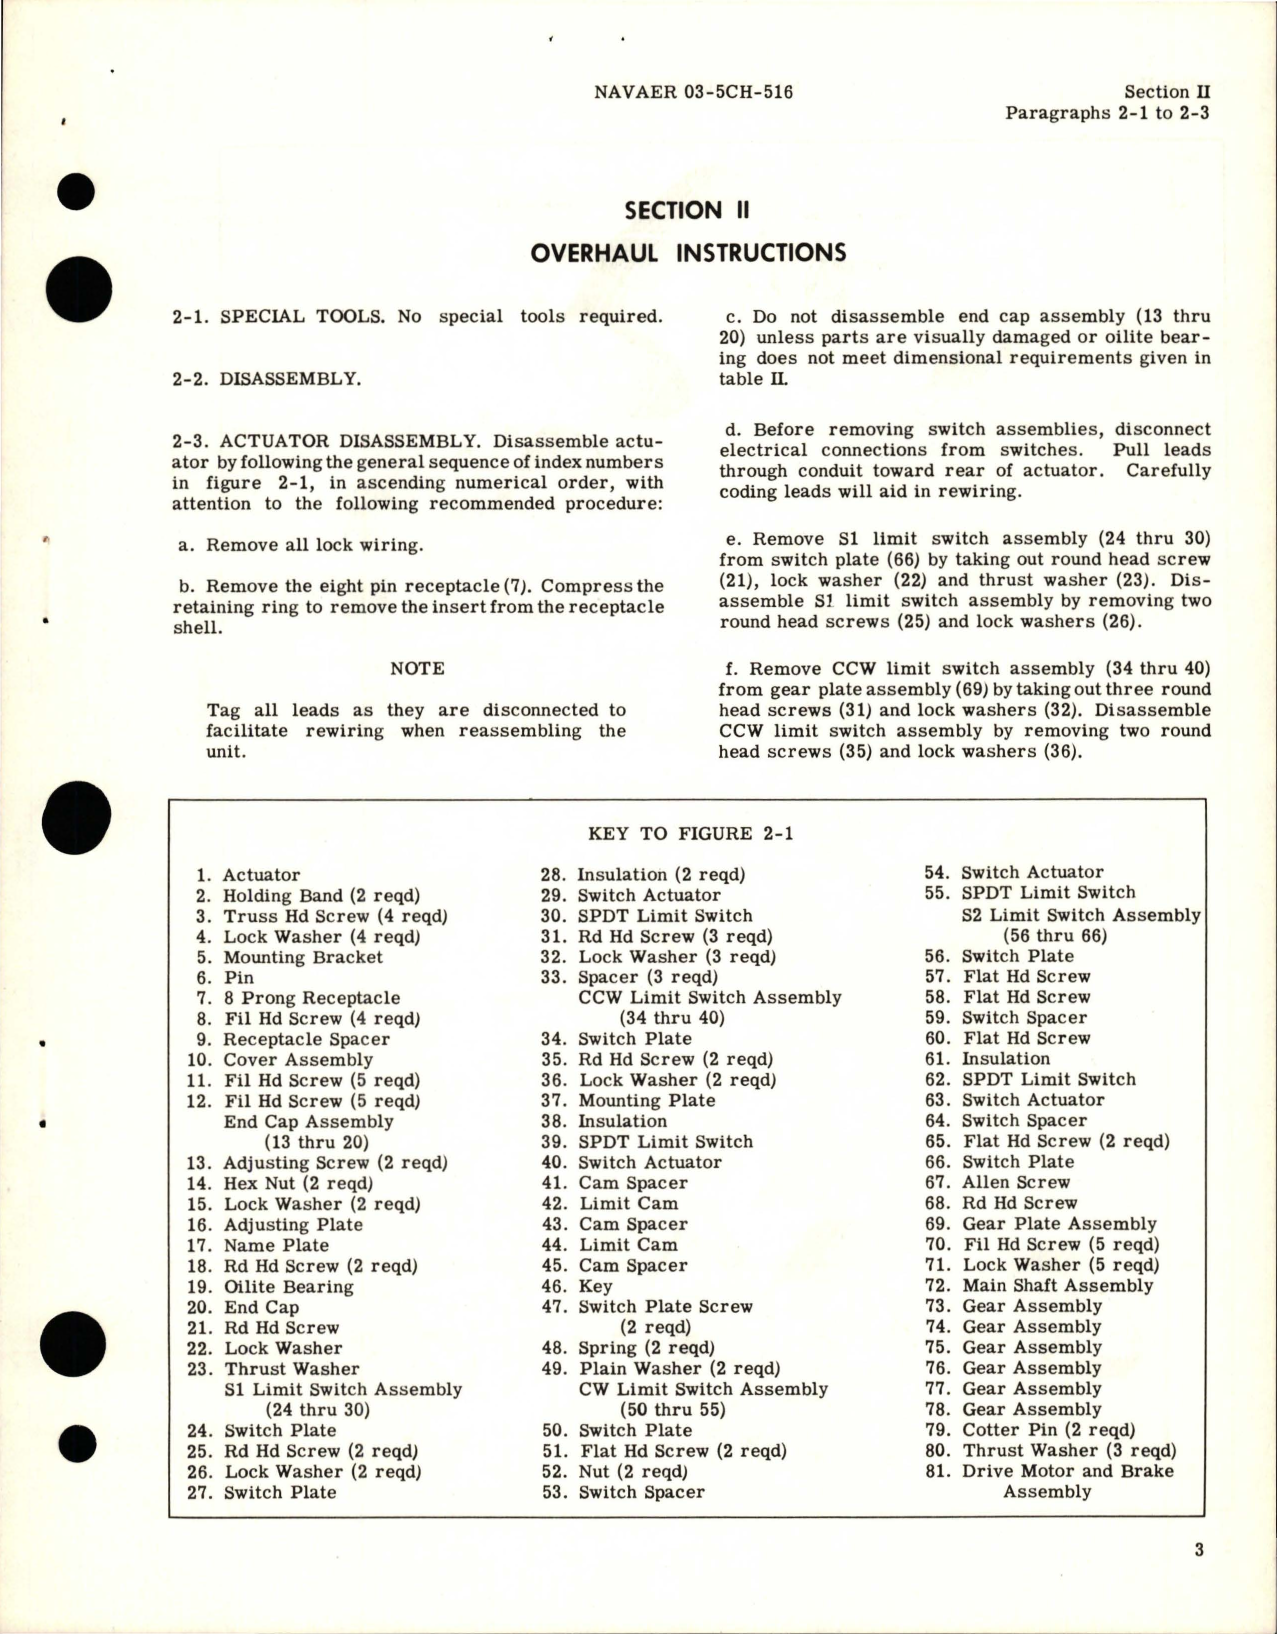 NAVAER 03-5CH-516
Section II
Paragraphs 2-1 to 2-3
SECTION II
OVERHAUL INSTRUCTIONS
2-1. SPECIAL TOOLS. No special tools required.
2-2. DISASSEMBLY.
2-3. ACTUATOR DISASSEMBLY. Disassemble actu-
ator by following the general sequence of index numbers
in figure 2-1, in ascending numerical order, with
attention to the following recommended procedure:
a. Remove all lock wiring.
b. Remove the eight pin receptacle (7). Compress the
retaining ring to remove the insert from the receptacle
shell.
NOTE
Tag all leads as they are disconnected to
facilitate rewiring when reassembling the
unit.
c. Do not disassemble end cap assembly (13 thru
20) unless parts are visually damaged or oilite bear-
ing does not meet dimensional requirements given in
table II.
d. Before removing switch assemblies, disconnect
electrical connections from switches. Pull leads
through conduit toward rear of actuator. Carefully
coding leads will aid in rewiring.
e. Remove S1 limit switch assembly (24 thru 30)
from switch plate (66) by taking out round head screw
(21), lock washer (22) and thrust washer (23). Dis-
assemble S1 limit switch assembly by removing two
round head screws (25) and lock washers (26).
f. Remove CCW limit switch assembly (34 thru 40)
from gear plate assembly (69) by taking out three round
head screws (31) and lock washers (32). Disassemble
CCW limit switch assembly by removing two round
head screws (35) and lock washers (36).
KEY TO FIGURE 2-1
1. Actuator
2. Holding Band (2 reqd)
3. Truss Hd Screw (4 reqd)
4. Lock Washer (4 reqd)
5. Mounting Bracket
6. Pin
7. 8 Prong Receptacle
8. Fil Hd Screw (4 reqd)
9. Receptacle Spacer
10. Cover Assembly
11. Fil Hd Screw (5 reqd)
12. Fil Hd Screw (5 reqd)
End Cap Assembly
(13 thru 20)
13. Adjusting Screw (2 reqd)
14. Hex Nut (2 reqd)
15. Lock Washer (2 reqd)
16. Adjusting Plate
17. Name Plate
18. Rd Hd Screw (2 reqd)
19. Oilite Bearing
20. End Cap
21. Rd Hd Screw
22. Lock Washer
23. Thrust Washer
S1 Limit Switch Assembly
(24 thru 30)
24. Switch Plate
25. Rd Hd Screw (2 reqd)
26. Lock Washer (2 reqd)
27. Switch Plate
28. Insulation (2 reqd)
29. Switch Actuator
30. SPDT Limit Switch
31. Rd Hd Screw (3 reqd)
32. Lock Washer (3 reqd)
33. Spacer (3 reqd)
CCW Limit Switch Assembly
(34 thru 40)
34. Switch Plate
35. Rd Hd Screw (2 reqd)
36. Lock Washer (2 reqd)
37. Mounting Plate
38. Insulation
39. SPDT Limit Switch
40. Switch Actuator
41. Cam Spacer
42. Limit Cam
43. Cam Spacer
44. Limit Cam
45. Cam Spacer
46. Key
47. Switch Plate Screw
(2 reqd)
48. Spring (2 reqd)
49. Plain Washer (2 reqd)
CW Limit Switch Assembly
(50 thru 55)
50. Switch Plate
51. Flat Hd Screw (2 reqd)
52. Nut (2 reqd)
53. Switch Spacer
54. Switch Actuator
55. SPDT Limit Switch
S2 Limit Switch Assembly
(56 thru 66)
56. Switch Plate
57. Flat Hd Screw
58. Flat Hd Screw
59. Switch Spacer
60. Flat Hd Screw
61. Insulation
62. SPDT Limit Switch
63. Switch Actuator
64. Switch Spacer
65. Flat Hd Screw (2 reqd)
66. Switch Plate
67. Allen Screw
68. Rd Hd Screw
69. Gear Plate Assembly
70. Fil Hd Screw (5 reqd)
71. Lock Washer (5 reqd)
72. Main Shaft Assembly
73. Gear Assembly
74. Gear Assembly
75. Gear Assembly
76. Gear Assembly
77. Gear Assembly
78. Gear Assembly
79. Cotter Pin (2 reqd)
80. Thrust Washer (3 reqd)
81. Drive Motor and Brake
Assembly
3